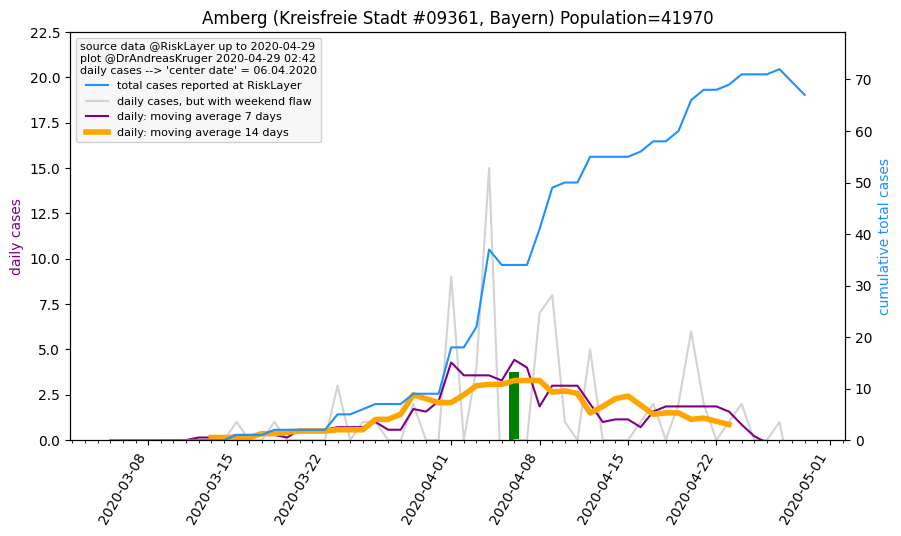 Amberg (Kreisfreie Stadt #09361, Bayern) Population=41970
source data @RiskLayer up to 2020-04-29
plot @DrAndreasKruger 2020-04-29 02:42
daily cases --> 'center date' = 06.04.2020
total cases reported at RiskLayer
daily cases, but with weekend flaw
daily: moving average 7 days
daily: moving average 14 days
daily cases
22.5
20.0
17.5
15.0
12.5
10.0
7.5
5.0
2.5
0.0
cumulative total cases
70
60
50
40
30
20
10
0
2020-03-08
2020-03-15
2020-03-22
2020-04-01
2020-04-08
2020-04-15
2020-04-22
2020-05-01